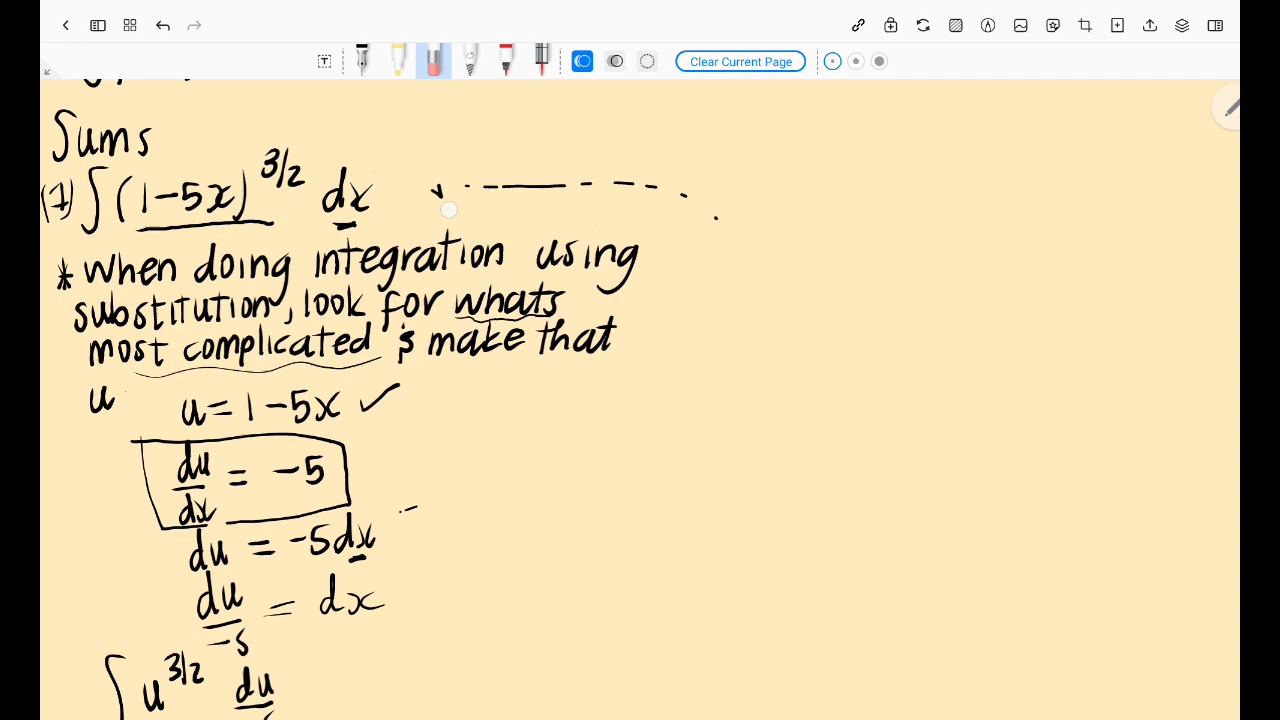 Clear Current Page
Sums
(1) ∫(1-5x)^3/2 dx
* When doing integration using
substitution, look for whats
most complicated & make that
u
u = 1-5x ✓
du/dx = -5
du = -5dx
du/-5 = dx
∫ u^3/2 du